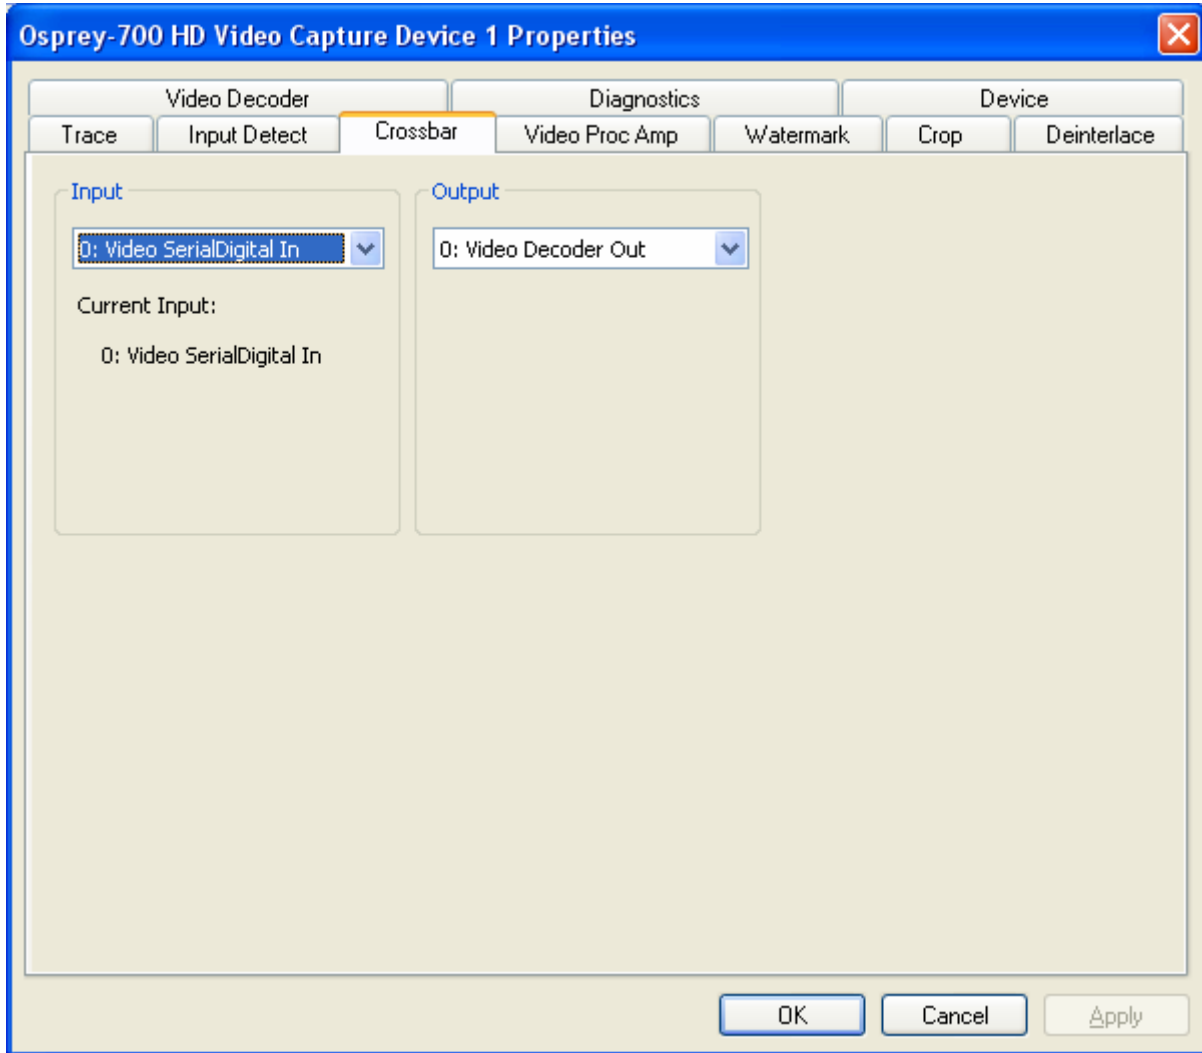 Osprey-700 HD Video Capture Device 1 Properties
Video Decoder Diagnostics Device
Trace Input Detect Crossbar Video Proc Amp Watermark Crop Deinterlace
Input Output
0: Video SerialDigital In 0: Video Decoder Out
Current Input:
0: Video SerialDigital In
OK Cancel Apply